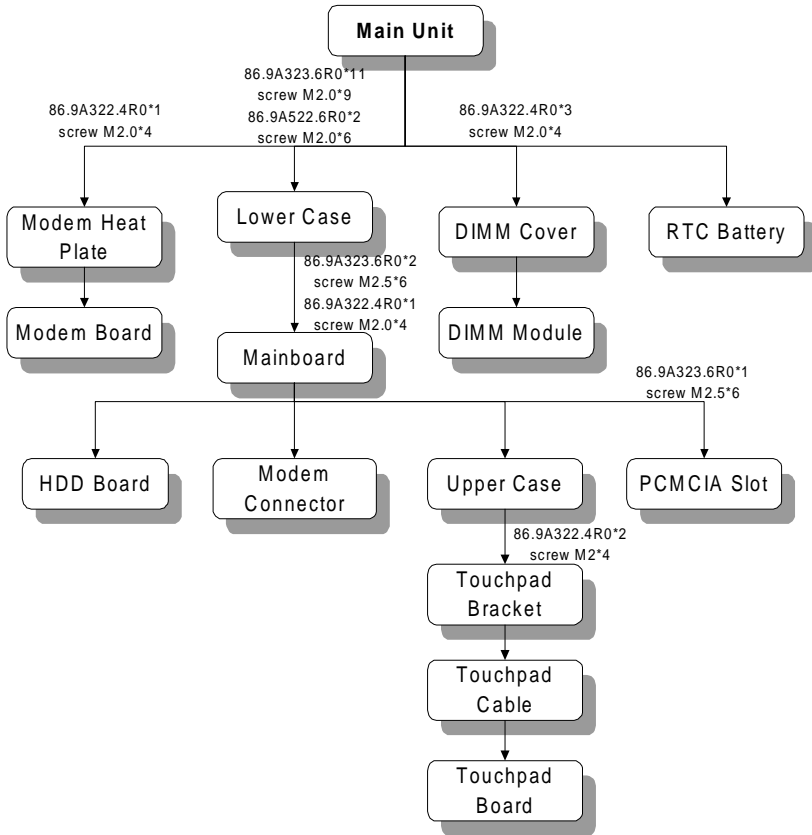 Main Unit
86.9A323.6R0*11
screw M2.0*9
86.9A522.6R0*2
screw M2.0*6
86.9A322.4R0*1
screw M2.0*4
86.9A322.4R0*3
screw M2.0*4
Modem Heat
Plate
Lower Case
DIMM Cover
RTC Battery
86.9A323.6R0*2
screw M2.5*6
86.9A322.4R0*1
screw M2.0*4
Modem Board
Mainboard
DIMM Module
86.9A323.6R0*1
screw M2.5*6
HDD Board
Modem
Connector
Upper Case
PCMCIA Slot
86.9A322.4R0*2
screw M2*4
Touchpad
Bracket
Touchpad
Cable
Touchpad
Board